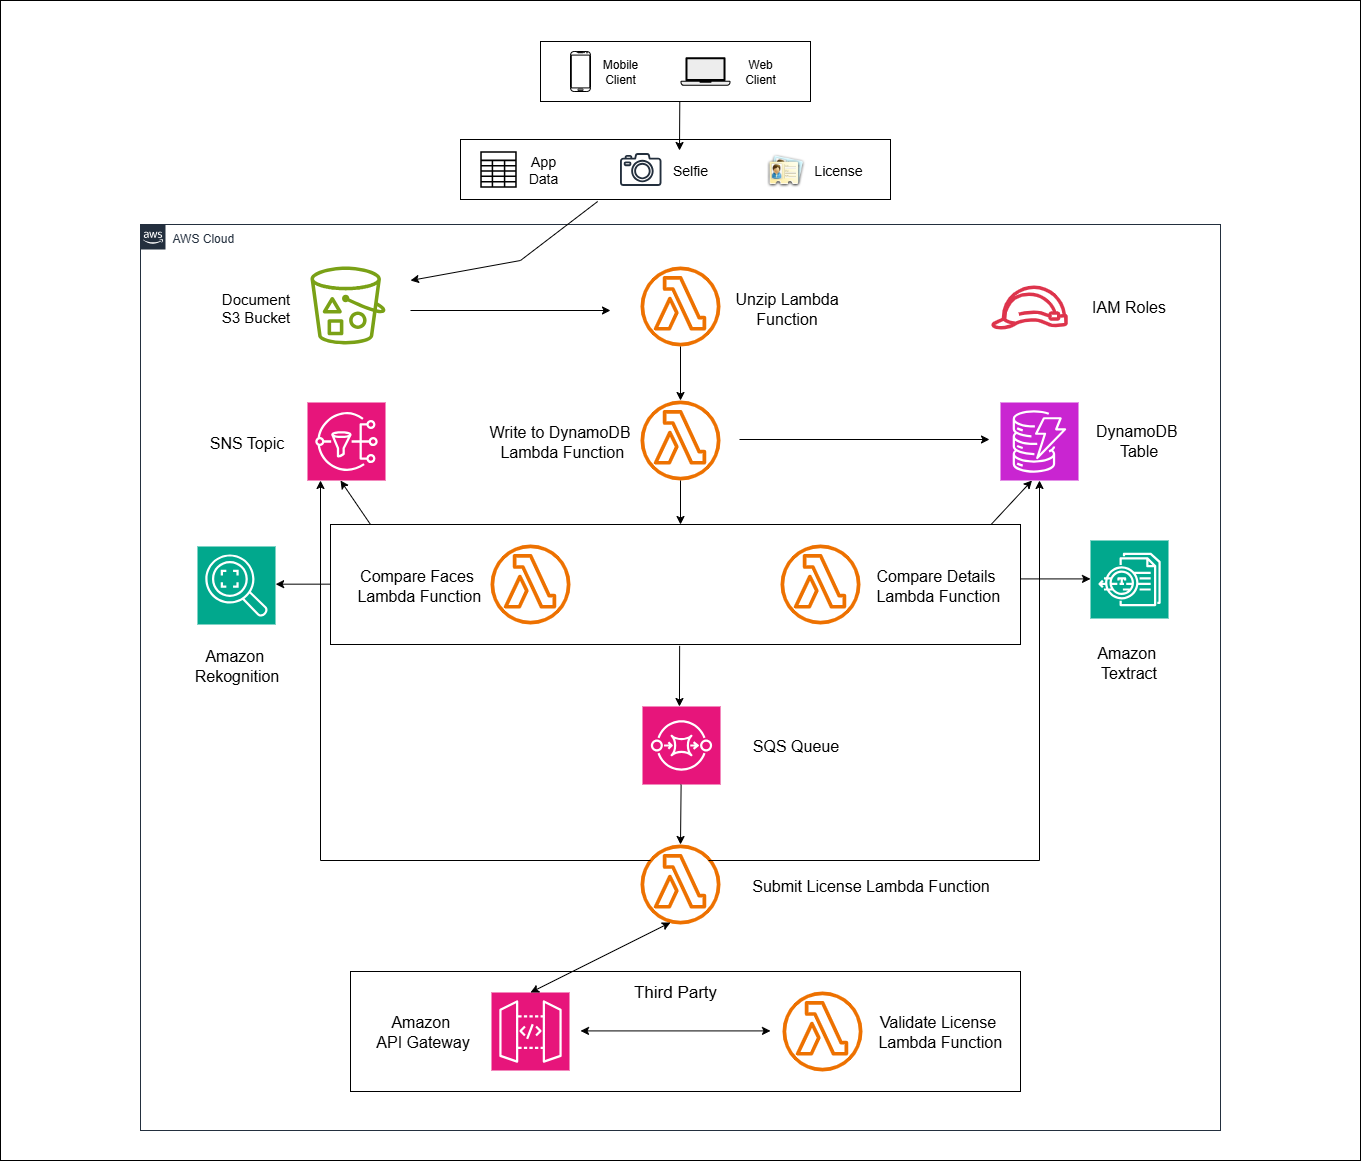 Mobile
Client
Web
Client
App
Data
Selfie
License
aws
AWS Cloud
Document
S3 Bucket
Unzip Lambda
Function
IAM Roles
SNS Topic
Write to DynamoDB
Lambda Function
DynamoDB
Table
Compare Faces
Lambda Function
Compare Details
Lambda Function
Amazon
Rekognition
Amazon
Textract
SQS Queue
Submit License Lambda Function
Third Party
Amazon
API Gateway
</>
Validate License
Lambda Function